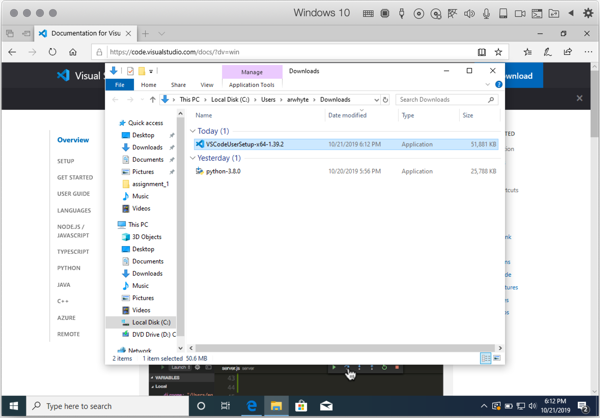 Windows 10
Documentation for Visual
https://code.visualstudio.com/docs/?dv=win
Visual S
wnload
Manage
Downloads
File
Home
Share
View
Application Tools
This PC > Local Disk (C:) > Users > arwhyte > Downloads
Search Downloads
Name
Date modified
Type
Size
Quick access
Desktop
Downloads
Documents
Pictures
assignment_1
Music
Videos
This PC
3D Objects
Desktop
Documents
Downloads
Music
Pictures
Videos
Local Disk (C:)
DVD Drive (D:) C
Network
Today (1)
VSCodeUserSetup-x64-1.39.2
10/21/2019 6:12 PM
Application
51,881 KB
Yesterday (1)
python-3.8.0
10/20/2019 5:56 PM
Application
25,788 KB
2 items
1 item selected 50.6 MB
Overview
SETUP
GET STARTED
USER GUIDE
LANGUAGES
NODE.JS /
JAVASCRIPT
TYPESCRIPT
PYTHON
JAVA
C++
AZURE
REMOTE
Launch
server.js
server
VARIABLES
Local
43
Type here to search
6:12 PM
10/21/2019